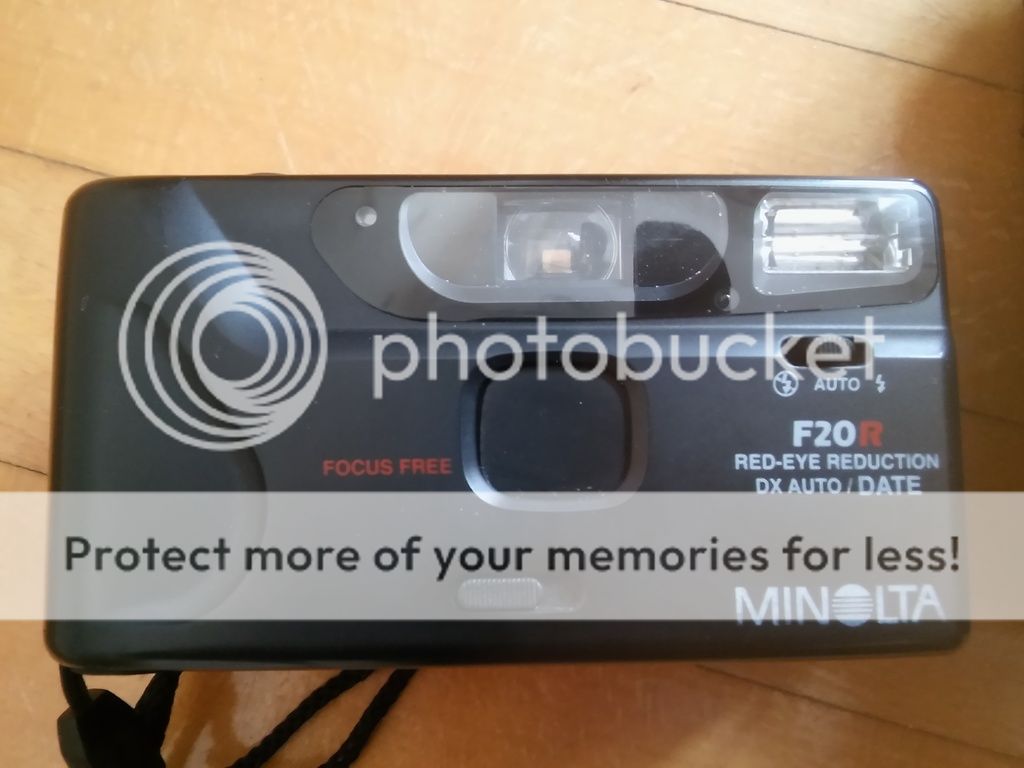 photobucket
AUTO
F20R
RED-EYE REDUCTION
FOCUS FREE
DX AUTO / DATE
Protect more of your memories for less!
MINOLTA